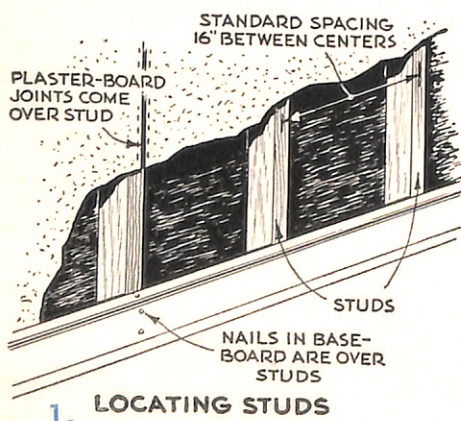 STANDARD SPACING
16" BETWEEN CENTERS
PLASTER-BOARD
JOINTS COME
OVER STUD
STUDS
NAILS IN BASE-
BOARD ARE OVER
STUDS
1.
LOCATING STUDS